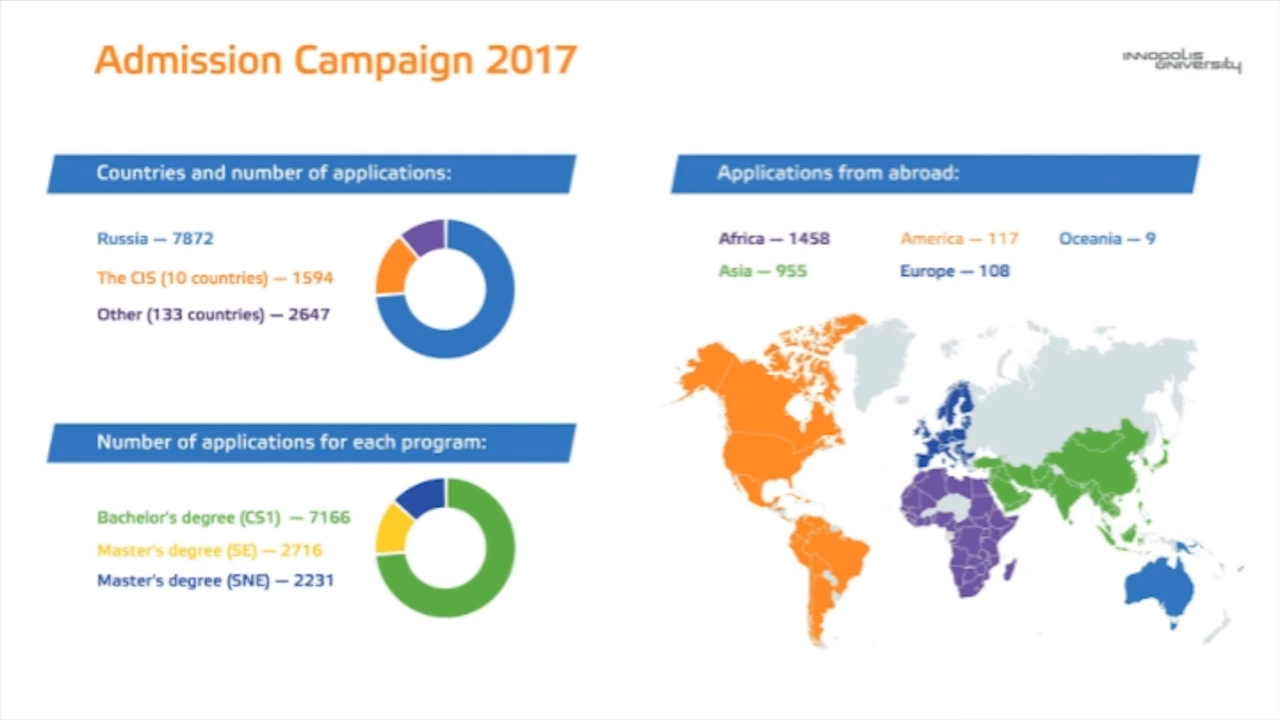 Admission Campaign 2017
INNOPOLIS
UNIVERSITY
Countries and number of applications:
Russia — 7872
The CIS (10 countries) — 1594
Other (133 countries) — 2647
Number of applications for each program:
Bachelor's degree (CS1) — 7166
Master's degree (SE) — 2716
Master's degree (SNE) — 2231
Applications from abroad:
Africa — 1458 America — 117 Oceania — 9
Asia — 955 Europe — 108